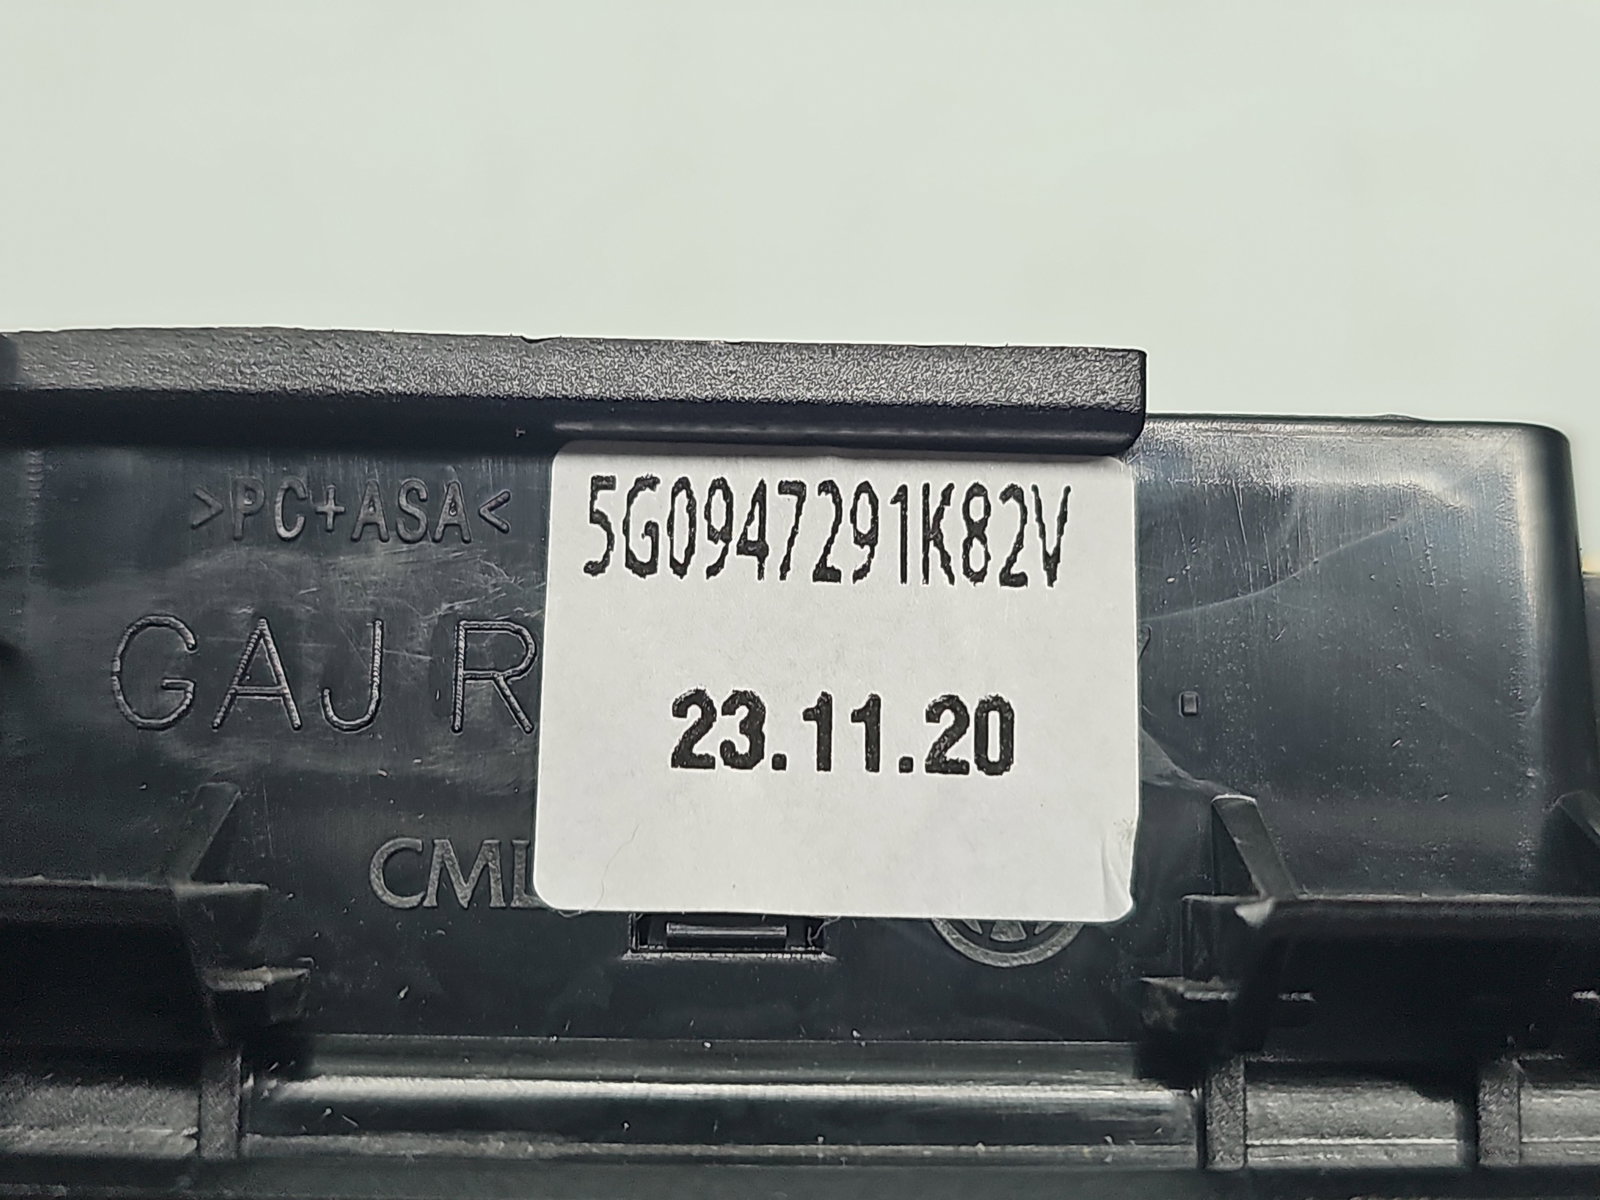 >PC+ASA<
5G0947291K82V
GAJ R
23.11.20
CML